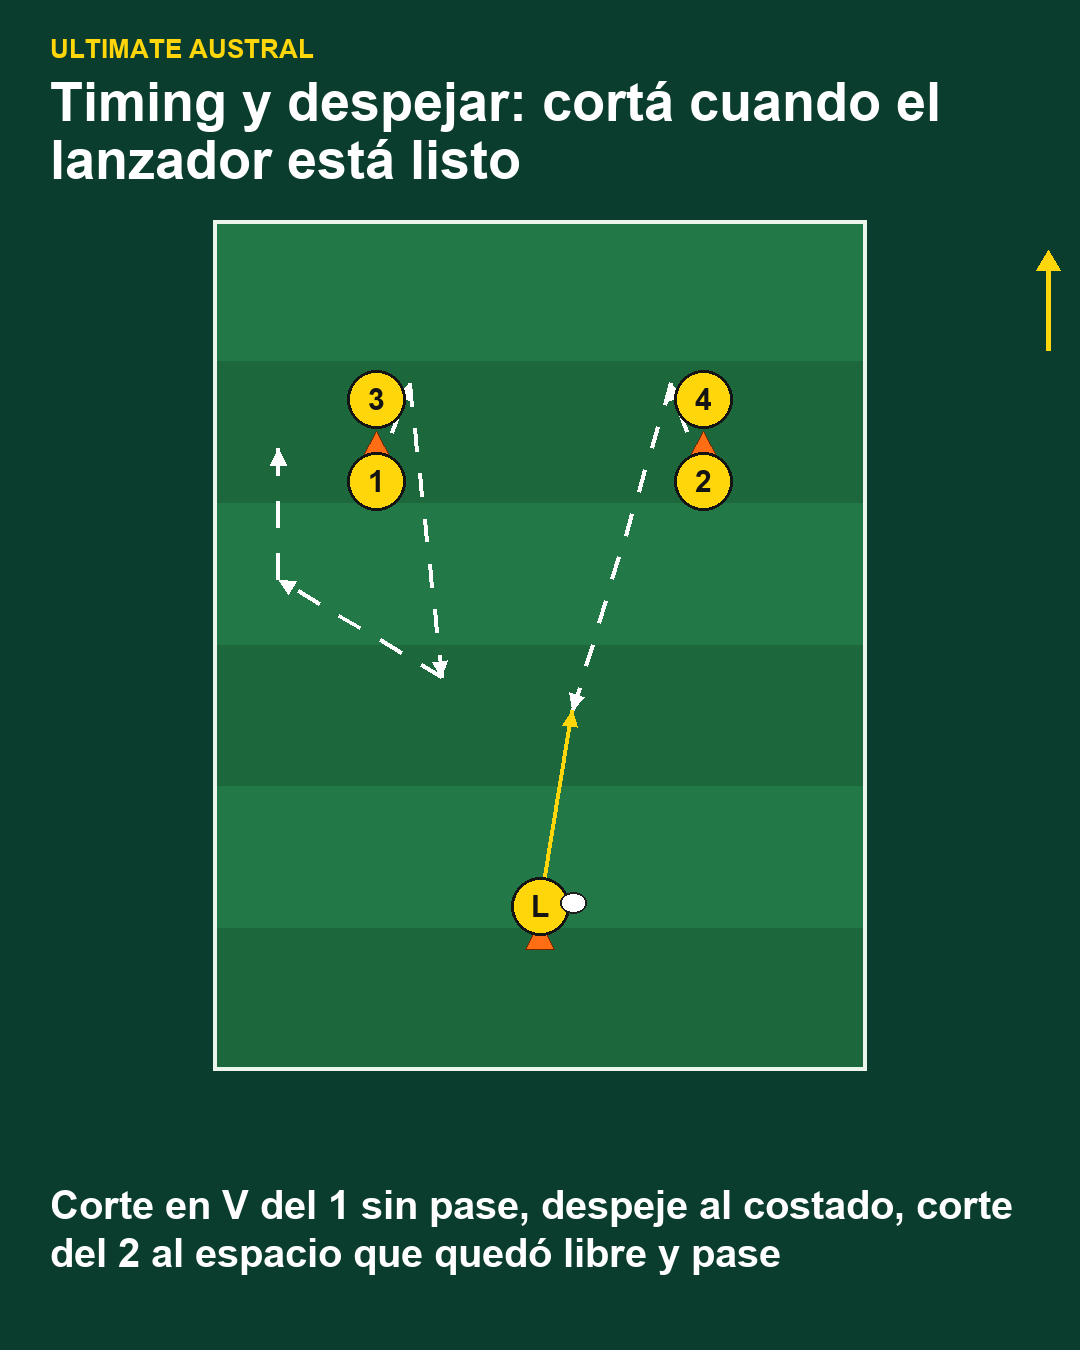 ULTIMATE AUSTRAL
Timing y despejar: cortá cuando el
lanzador está listo
3
4
1
2
L
Corte en V del 1 sin pase, despeje al costado, corte
del 2 al espacio que quedó libre y pase